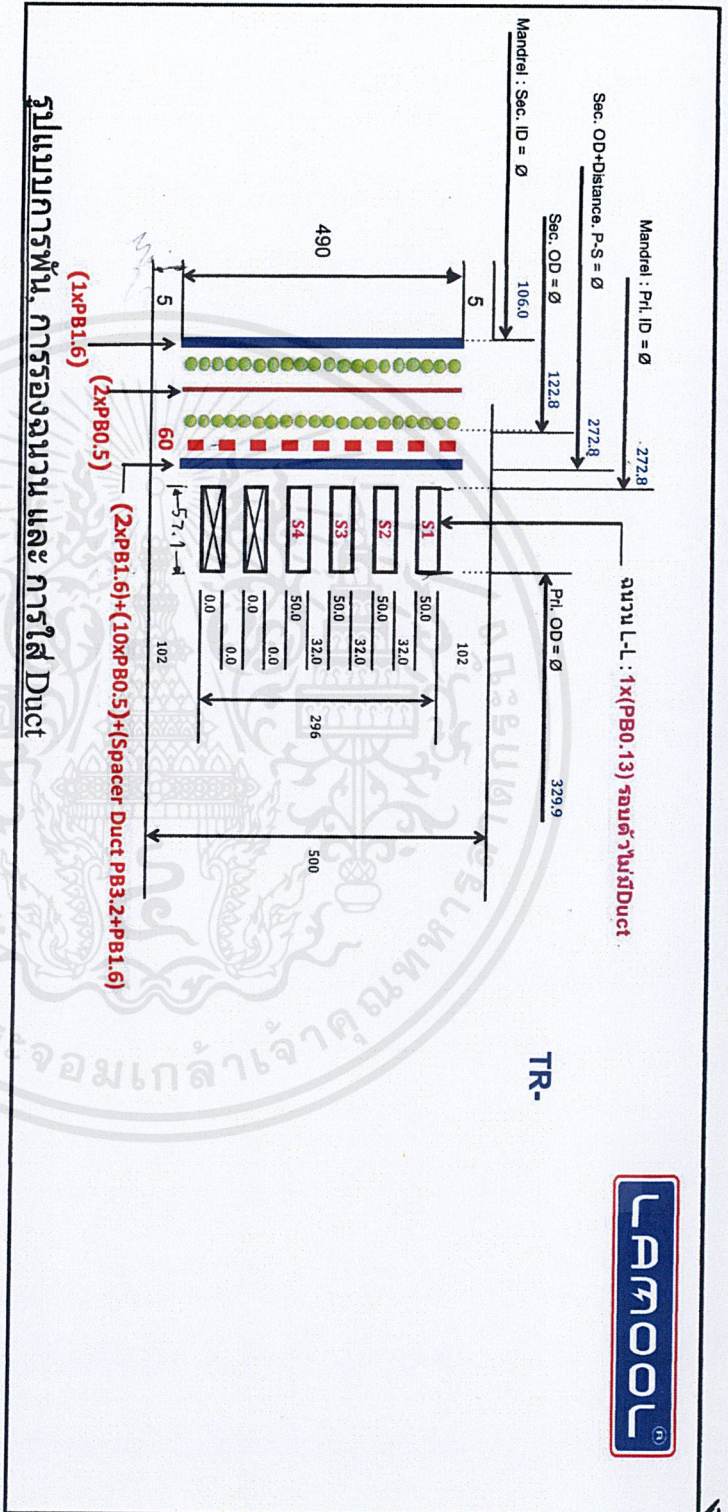 LAMOOL ®
TR-
ฉนวน L-L : 1x(PB0.13) รอบตัวไม่มีDuct
Mandrel : Pri. ID = Ø 272.8
Sec. OD+Distance. P-S = Ø 272.8
Sec. OD = Ø 122.8
Mandrel : Sec. ID = Ø 106.0
Pri. OD = Ø 329.9
490
5
5
60
57.1
S1
S2
S3
S4
102
50.0
32.0
50.0
32.0
50.0
32.0
50.0
0.0
0.0
0.0
0.0
102
296
500
(1xPB1.6)
(2xPB0.5)
(2xPB1.6)+(10xPB0.5)+(Spacer Duct PB3.2+PB1.6)
รูปแบบการพัน, การรองฉนวน และ การใส่ Duct